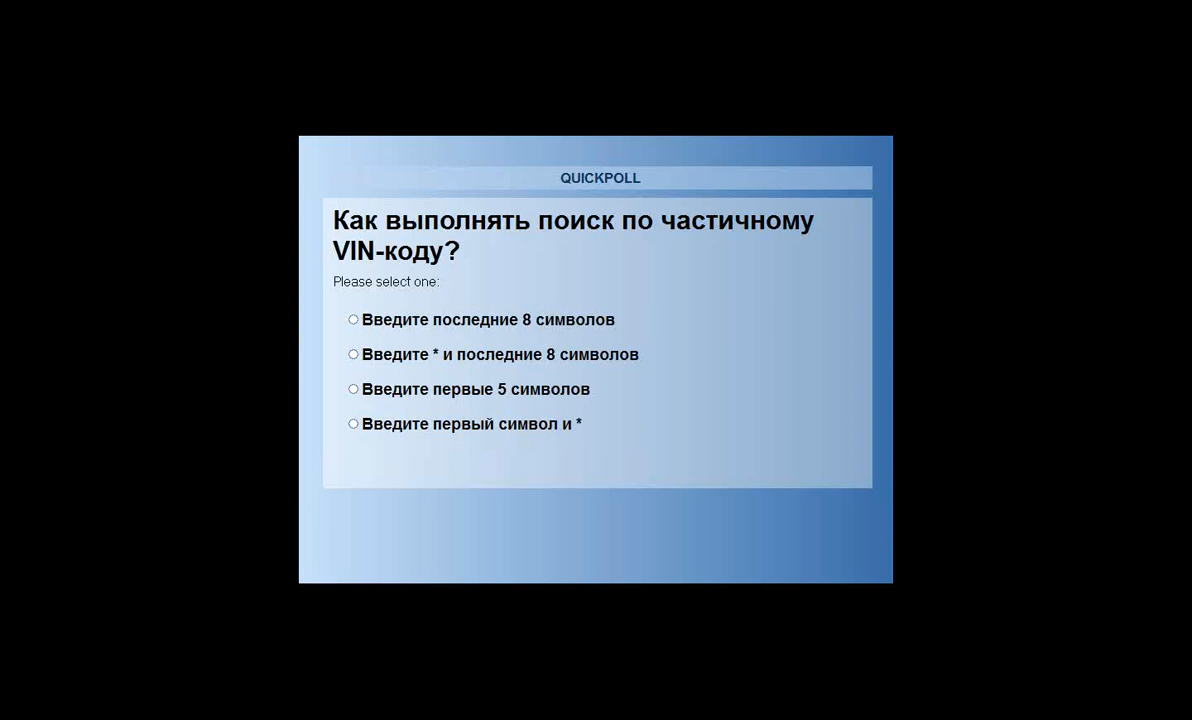 QUICKPOLL
Как выполнять поиск по частичному
VIN-коду?
Please select one:
Введите последние 8 символов
Введите * и последние 8 символов
Введите первые 5 символов
Введите первый символ и *